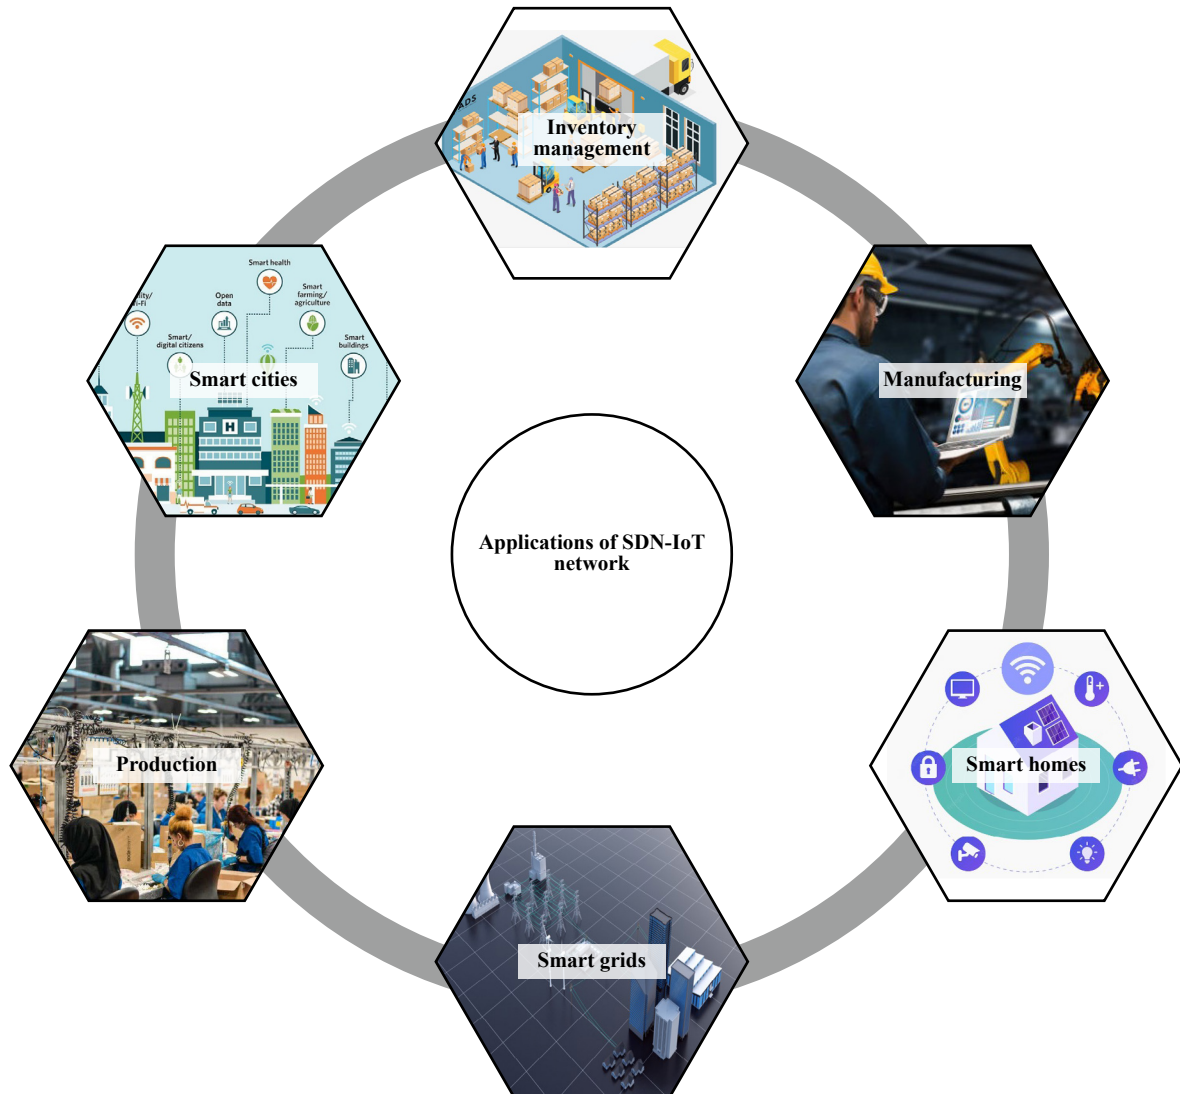 ADS
Inventory
management
Smart health
Open
data
Smart
farming/
agriculture
Smart/
digital citizens
Smart
buildings
Smart cities
H
Manufacturing
Applications of SDN-IoT
network
Production
Smart homes
Smart grids